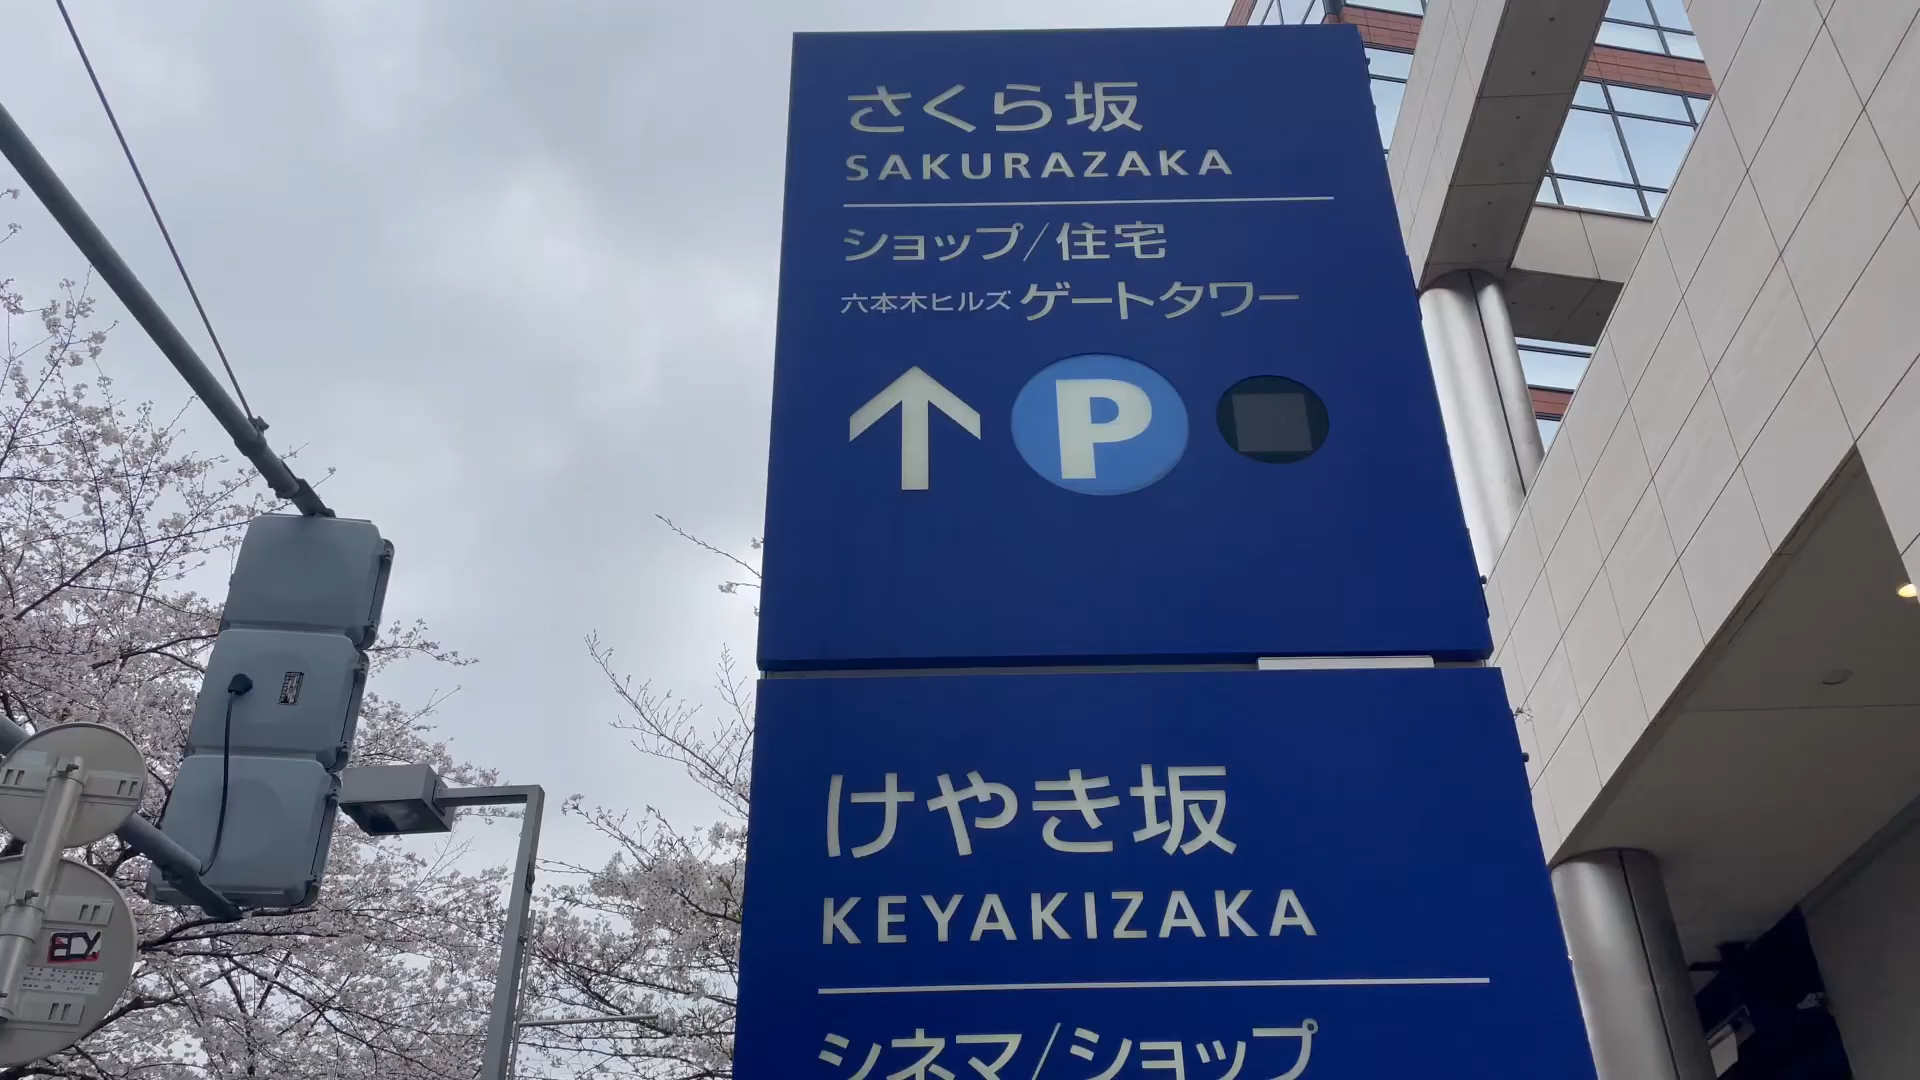 さくら坂
SAKURAZAKA
ショップ/住宅
六本木ヒルズ ゲートタワー
↑ P
けやき坂
KEYAKIZAKA
シネマ/ショップ